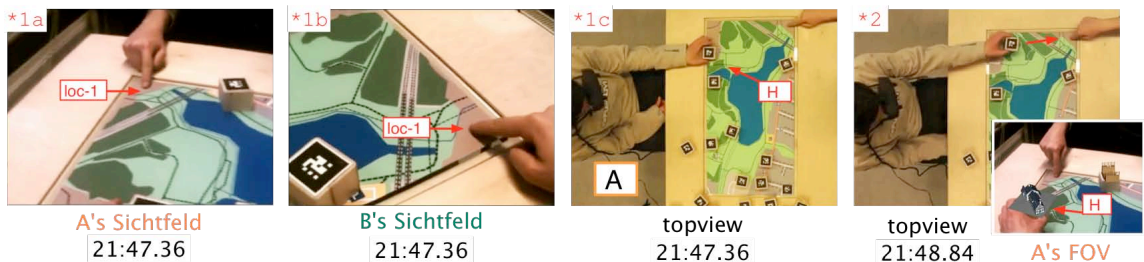 *1a
*1b
*1c
*2
loc-1
loc-1
H
A
H
A's Sichtfeld
B's Sichtfeld
topview
topview
21:47.36
21:47.36
21:47.36
21:48.84
A's FOV